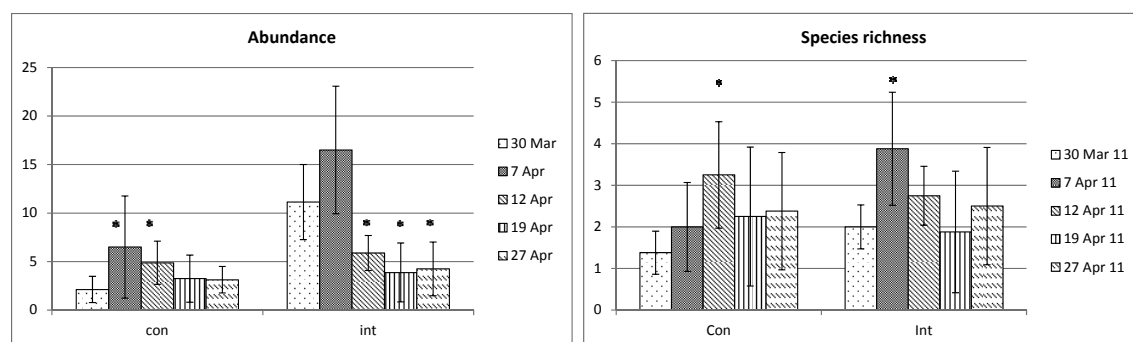 Abundance
25
20
15
10
5
0
*
*
*
*
*
con
int
30 Mar
7 Apr
12 Apr
19 Apr
27 Apr
Species richness
6
5
4
3
2
1
0
*
*
Con
Int
30 Mar 11
7 Apr 11
12 Apr 11
19 Apr 11
27 Apr 11